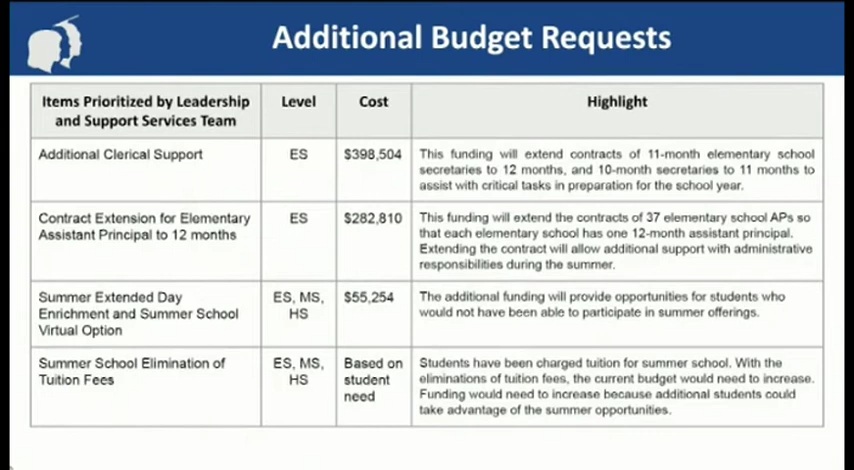 Additional Budget Requests
Items Prioritized by Leadership
and Support Services Team
Level
Cost
Highlight
Additional Clerical Support
ES
$398,504
This funding will extend contracts of 11-month elementary school
secretaries to 12 months, and 10-month secretaries to 11 months to
assist with critical tasks in preparation for the school year.
Contract Extension for Elementary
Assistant Principal to 12 months
ES
$282,810
This funding will extend the contracts of 37 elementary school APs so
that each elementary school has one 12-month assistant principal.
Extending the contract will allow additional support with administrative
responsibilities during the summer.
Summer Extended Day
Enrichment and Summer School
Virtual Option
ES, MS,
HS
$55,254
The additional funding will provide opportunities for students who
would not have been able to participate in summer offerings.
Summer School Elimination of
Tuition Fees
ES, MS,
HS
Based on
student
need
Students have been charged tuition for summer school. With the
eliminations of tuition fees, the current budget would need to increase.
Funding would need to increase because additional students could
take advantage of the summer opportunities.